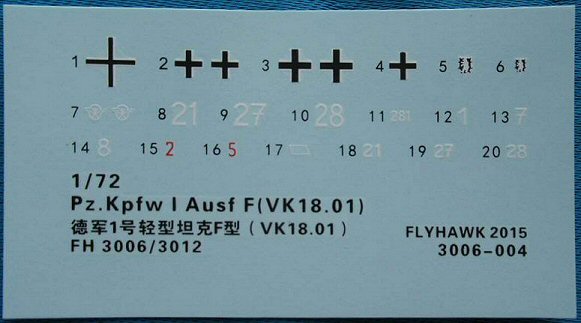 1 2 3 4 5 6
7 8 21 9 27 10 28 11 281 12 1 13 7
14 8 15 2 16 5 17 18 21 19 27 20 28
1/72
Pz.Kpfw I Ausf F(VK18.01)
德军1号轻型坦克F型（VK18.01）
FH 3006/3012
FLYHAWK 2015
3006-004